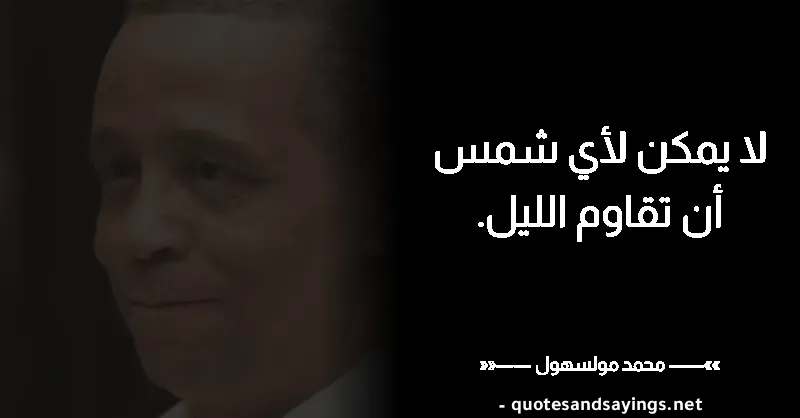 لا يمكن لأي شمس
أن تقاوم الليل.
»» —— محمد مولسهول —— ««
- quotesandsayings.net